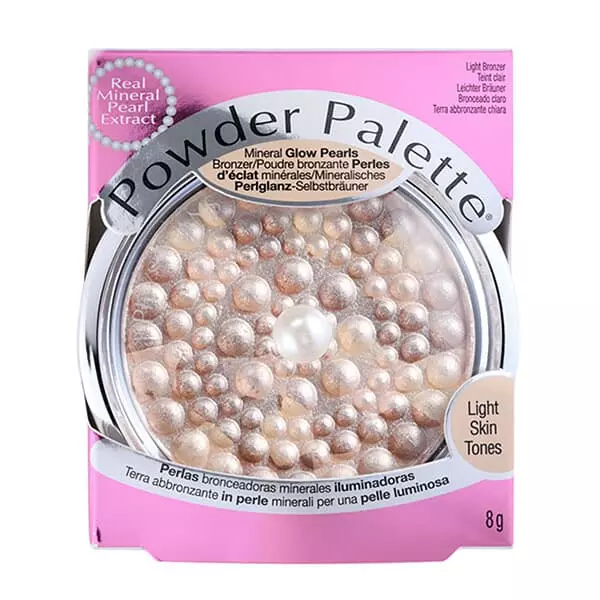 Real
Mineral
Pearl
Extract
Light Bronzer
Teint clair
Leichter Bräuner
Bronceado claro
Terra abbronzante chiara
Powder Palette®
Mineral Glow Pearls
Bronzer/Poudre bronzante Perles
d'éclat minérales/Mineralisches
Perlglanz-Selbstbräuner
Light
Skin
Tones
Perlas bronceadoras minerales iluminadoras
Terra abbronzante in perle minerali per una pelle luminosa
8g